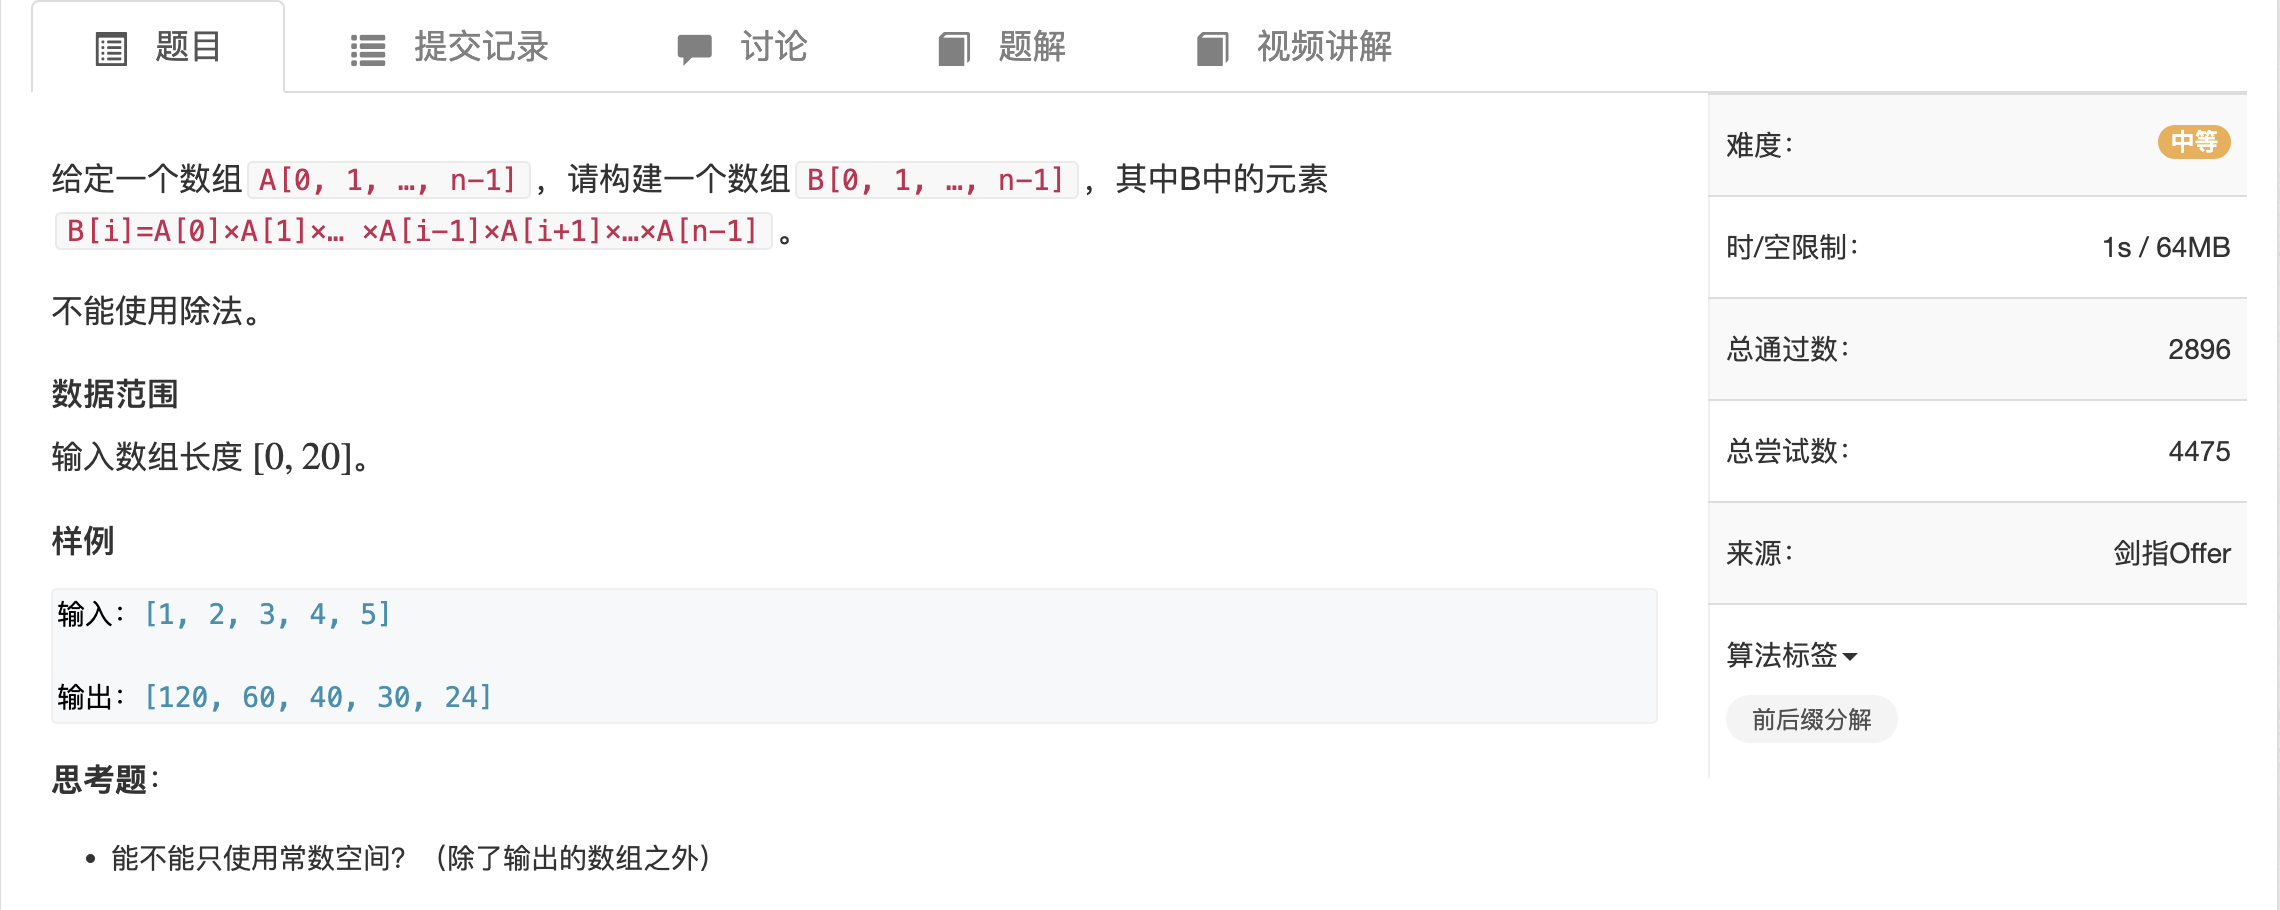 题目 提交记录 讨论 题解 视频讲解
给定一个数组 A[0, 1, …, n-1] ，请构建一个数组 B[0, 1, …, n-1] ，其中B中的元素
B[i]=A[0]×A[1]×… ×A[i-1]×A[i+1]×…×A[n-1] 。
不能使用除法。
数据范围
输入数组长度 [0, 20]。
样例
输入：[1, 2, 3, 4, 5]
输出：[120, 60, 40, 30, 24]
思考题：
• 能不能只使用常数空间？（除了输出的数组之外）
难度： 中等
时/空限制： 1s / 64MB
总通过数： 2896
总尝试数： 4475
来源： 剑指Offer
算法标签
前后缀分解